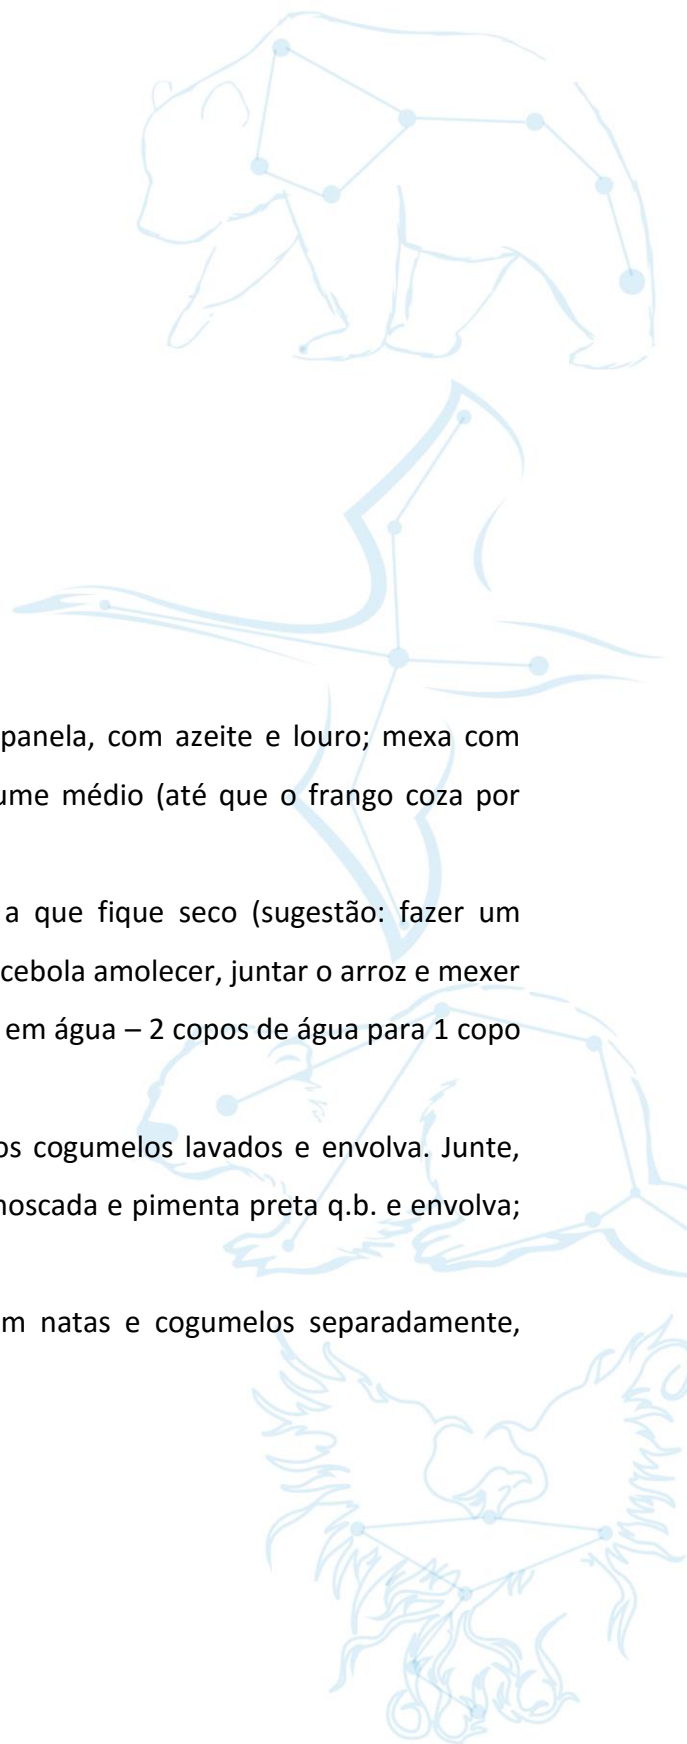 panela, com azeite e louro; mexa com
ume médio (até que o frango coza por
a que fique seco (sugestão: fazer um
cebola amolecer, juntar o arroz e mexer
em água – 2 copos de água para 1 copo
os cogumelos lavados e envolva. Junte,
noscada e pimenta preta q.b. e envolva;
m natas e cogumelos separadamente,